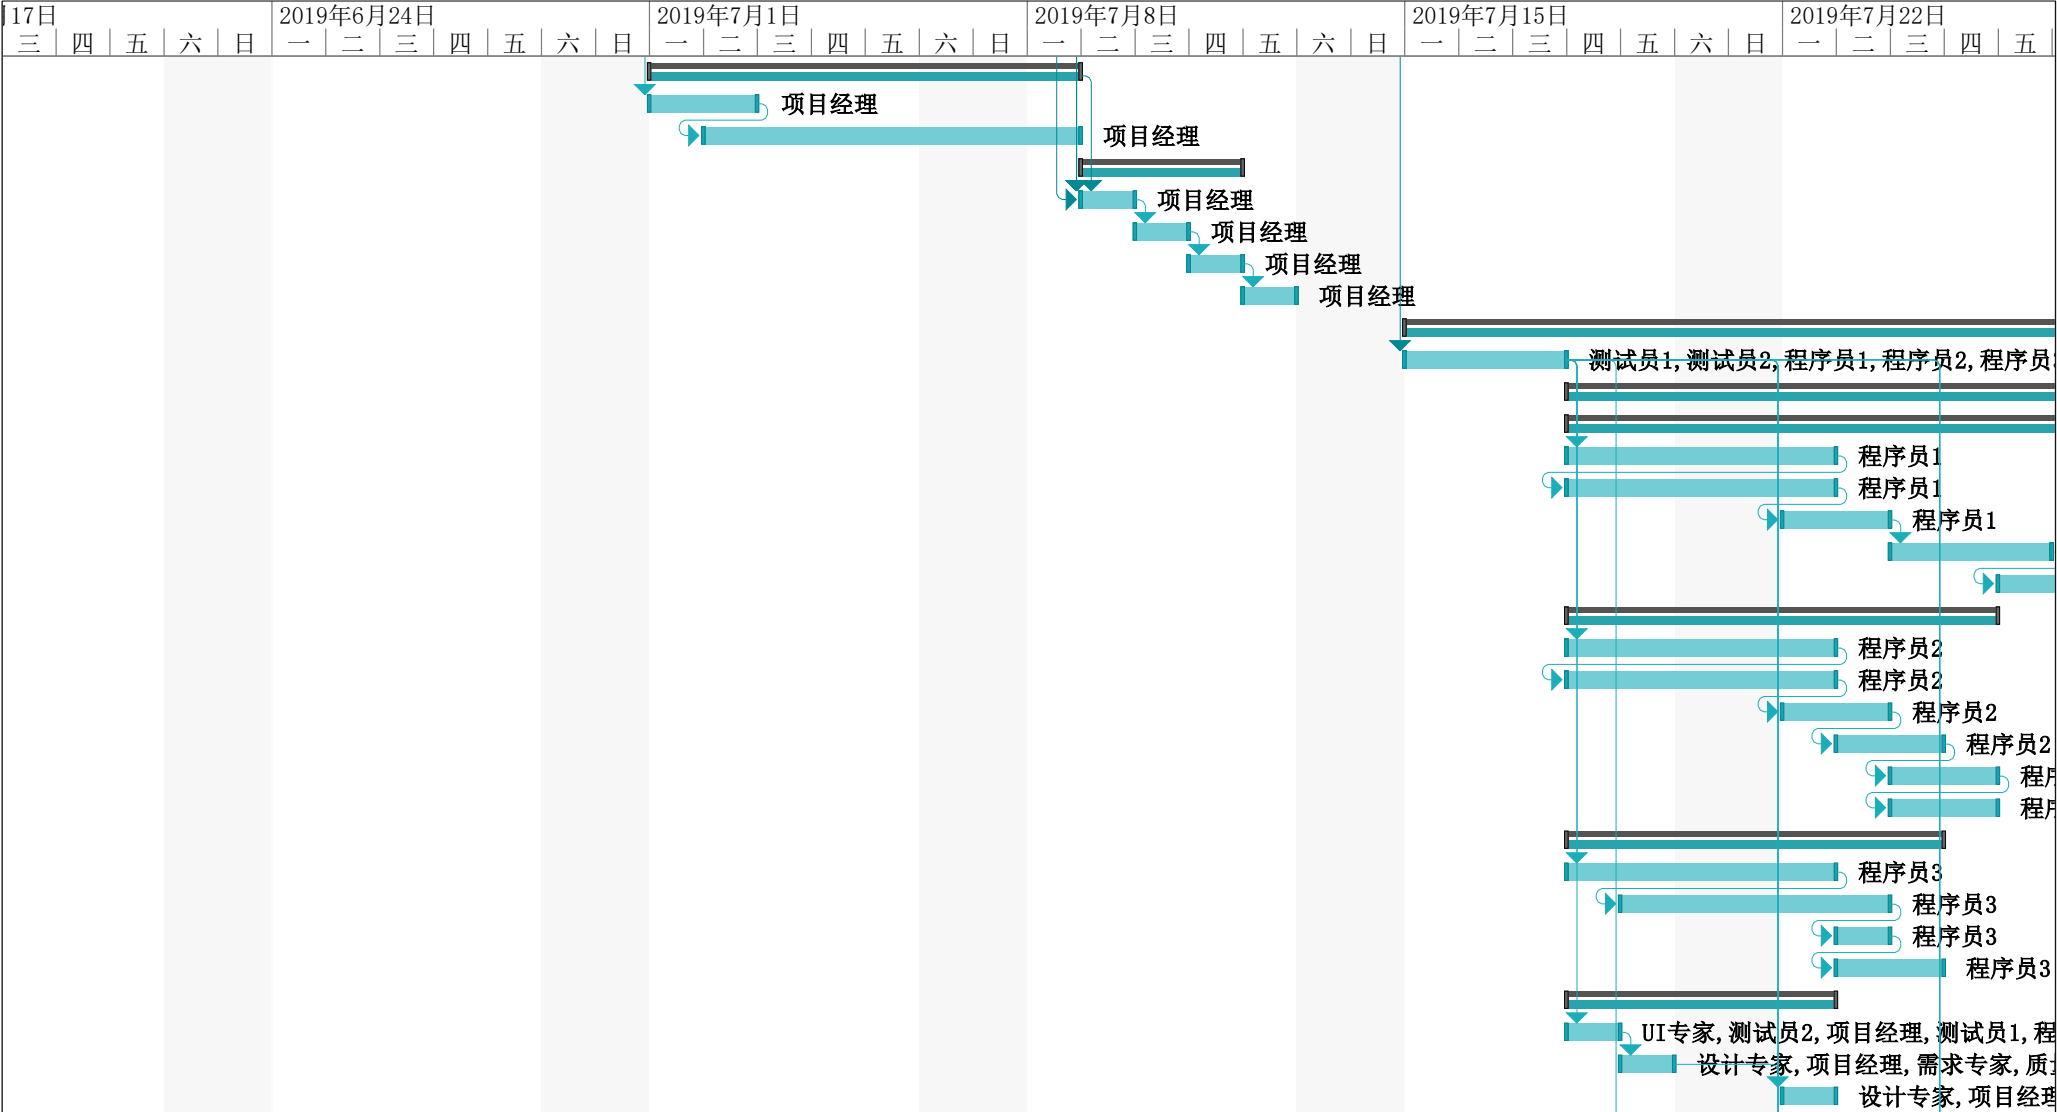 17日 2019年6月24日 2019年7月1日 2019年7月8日 2019年7月15日 2019年7月22日
三 四 五 六 日 一 二 三 四 五 六 日 一 二 三 四 五 六 日 一 二 三 四 五 六 日 一 二 三 四 五 六 日 一 二 三 四 五
项目经理
项目经理
项目经理
项目经理
项目经理
项目经理
测试员1,测试员2,程序员1,程序员2,程序员
程序员1
程序员1
程序员1
程序员2
程序员2
程序员2
程序员2
程序
程序
程序员3
程序员3
程序员3
程序员3
UI专家,测试员2,项目经理,测试员1,程
设计专家,项目经理,需求专家,质
设计专家,项目经理